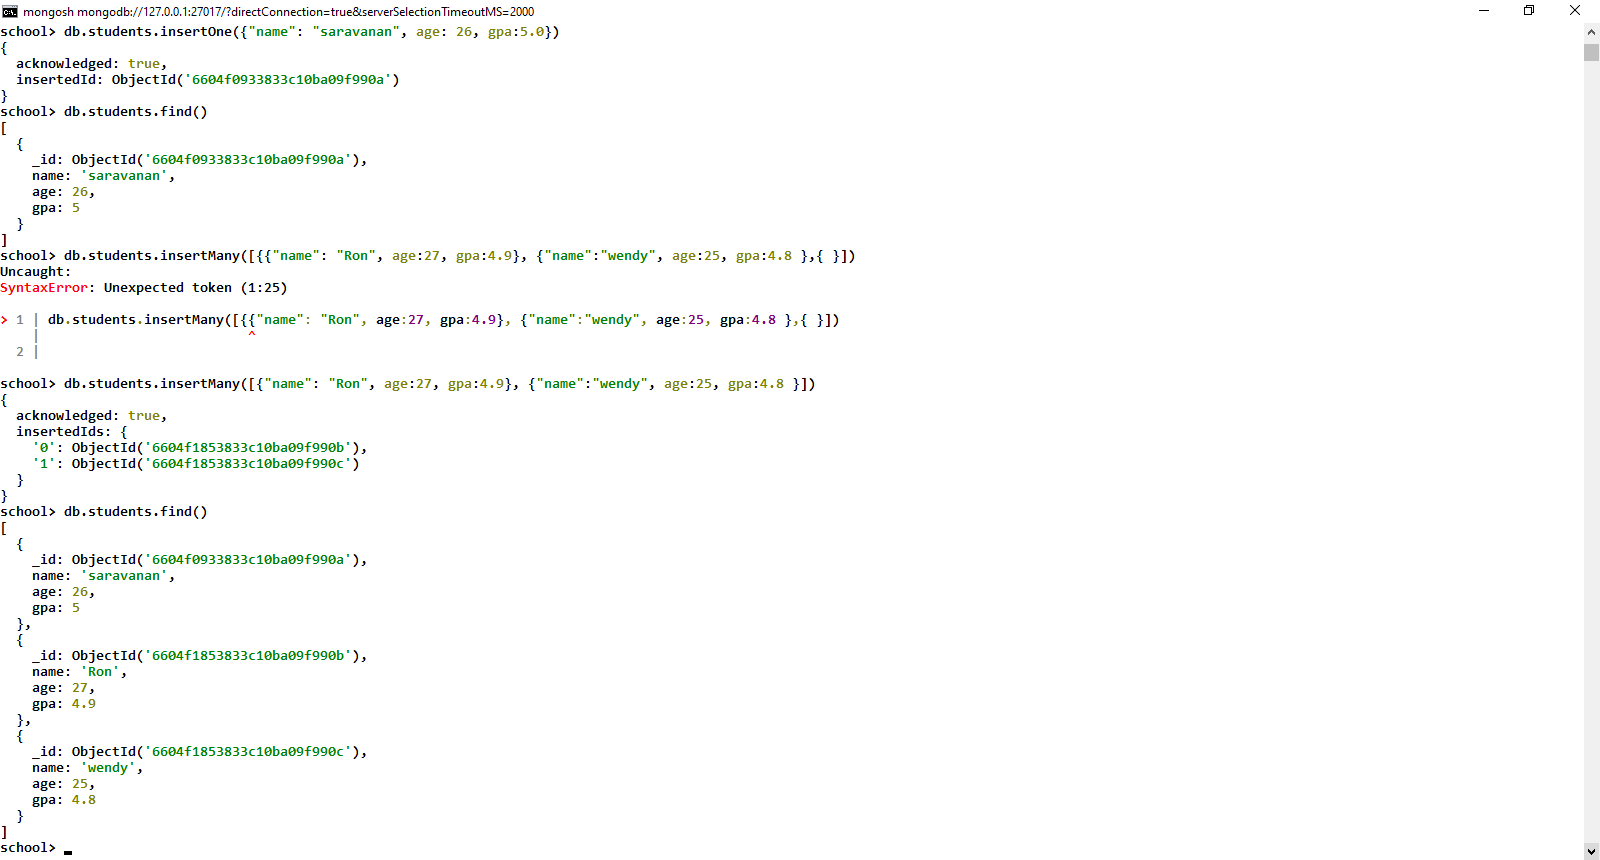 mongosh mongodb://127.0.0.1:27017/?directConnection=true&serverSelectionTimeoutMS=2000
school> db.students.insertOne({"name": "saravanan", age: 26, gpa:5.0})
{
  acknowledged: true,
  insertedId: ObjectId('6604f0933833c10ba09f990a')
}
school> db.students.find()
[
  {
    _id: ObjectId('6604f0933833c10ba09f990a'),
    name: 'saravanan',
    age: 26,
    gpa: 5
  }
]
school> db.students.insertMany([{{"name": "Ron", age:27, gpa:4.9}, {"name":"wendy", age:25, gpa:4.8 },{ }])
Uncaught:
SyntaxError: Unexpected token (1:25)
> 1 | db.students.insertMany([{{"name": "Ron", age:27, gpa:4.9}, {"name":"wendy", age:25, gpa:4.8 },{ }])
    |                          ^
  2 |
school> db.students.insertMany([{"name": "Ron", age:27, gpa:4.9}, {"name":"wendy", age:25, gpa:4.8 }])
{
  acknowledged: true,
  insertedIds: {
    '0': ObjectId('6604f1853833c10ba09f990b'),
    '1': ObjectId('6604f1853833c10ba09f990c')
  }
}
school> db.students.find()
[
  {
    _id: ObjectId('6604f0933833c10ba09f990a'),
    name: 'saravanan',
    age: 26,
    gpa: 5
  },
  {
    _id: ObjectId('6604f1853833c10ba09f990b'),
    name: 'Ron',
    age: 27,
    gpa: 4.9
  },
  {
    _id: ObjectId('6604f1853833c10ba09f990c'),
    name: 'wendy',
    age: 25,
    gpa: 4.8
  }
]
school>